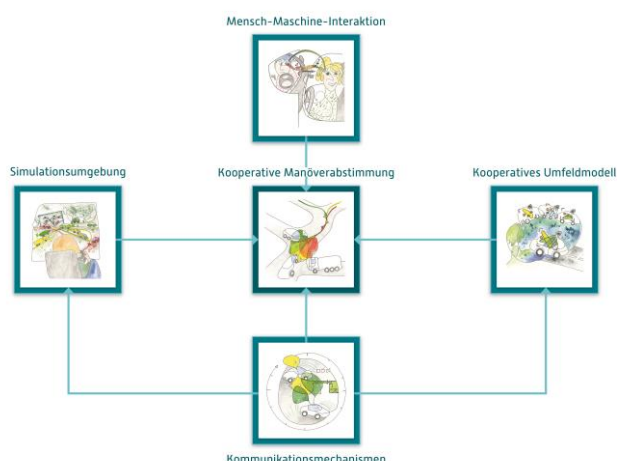 Mensch-Maschine-Interaktion
Simulationsumgebung
Kooperative Manöverabstimmung
Kooperatives Umfeldmodell
Kommunikationsmechanismen